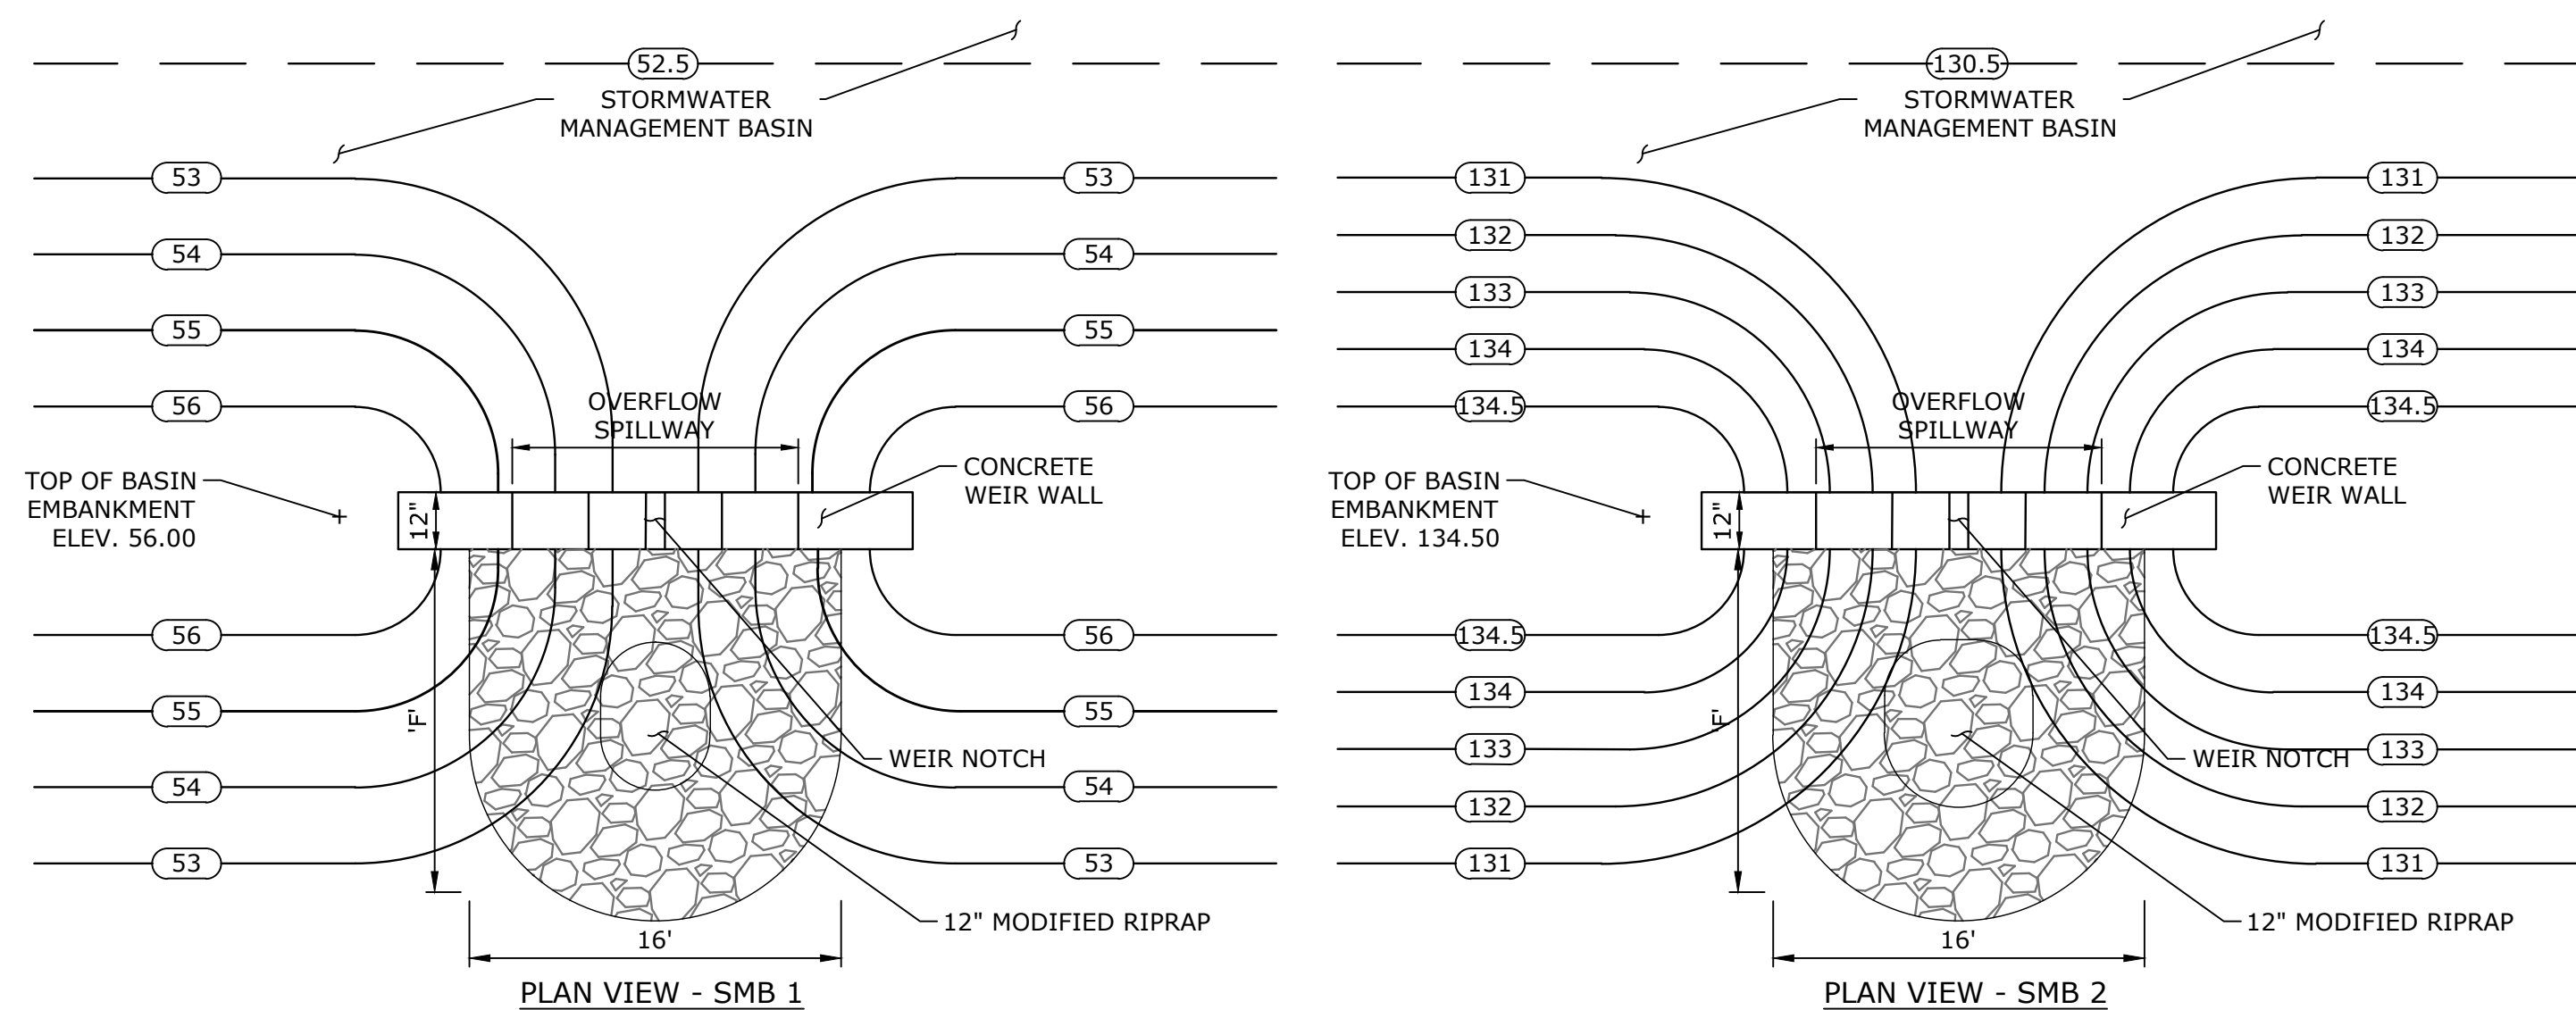 52.5
STORMWATER
MANAGEMENT BASIN
53
53
54
54
55
55
56
56
OVERFLOW
SPILLWAY
TOP OF BASIN
EMBANKMENT
ELEV. 56.00
12"
CONCRETE
WEIR WALL
56
56
55
55
'F'
WEIR NOTCH
54
54
53
53
12" MODIFIED RIPRAP
16'
PLAN VIEW - SMB 1
130.5
STORMWATER
MANAGEMENT BASIN
131
131
132
132
133
133
134
134
134.5
134.5
OVERFLOW
SPILLWAY
TOP OF BASIN
EMBANKMENT
ELEV. 134.50
12"
CONCRETE
WEIR WALL
134.5
134.5
134
134
'F'
133
133
WEIR NOTCH
132
132
131
131
12" MODIFIED RIPRAP
16'
PLAN VIEW - SMB 2